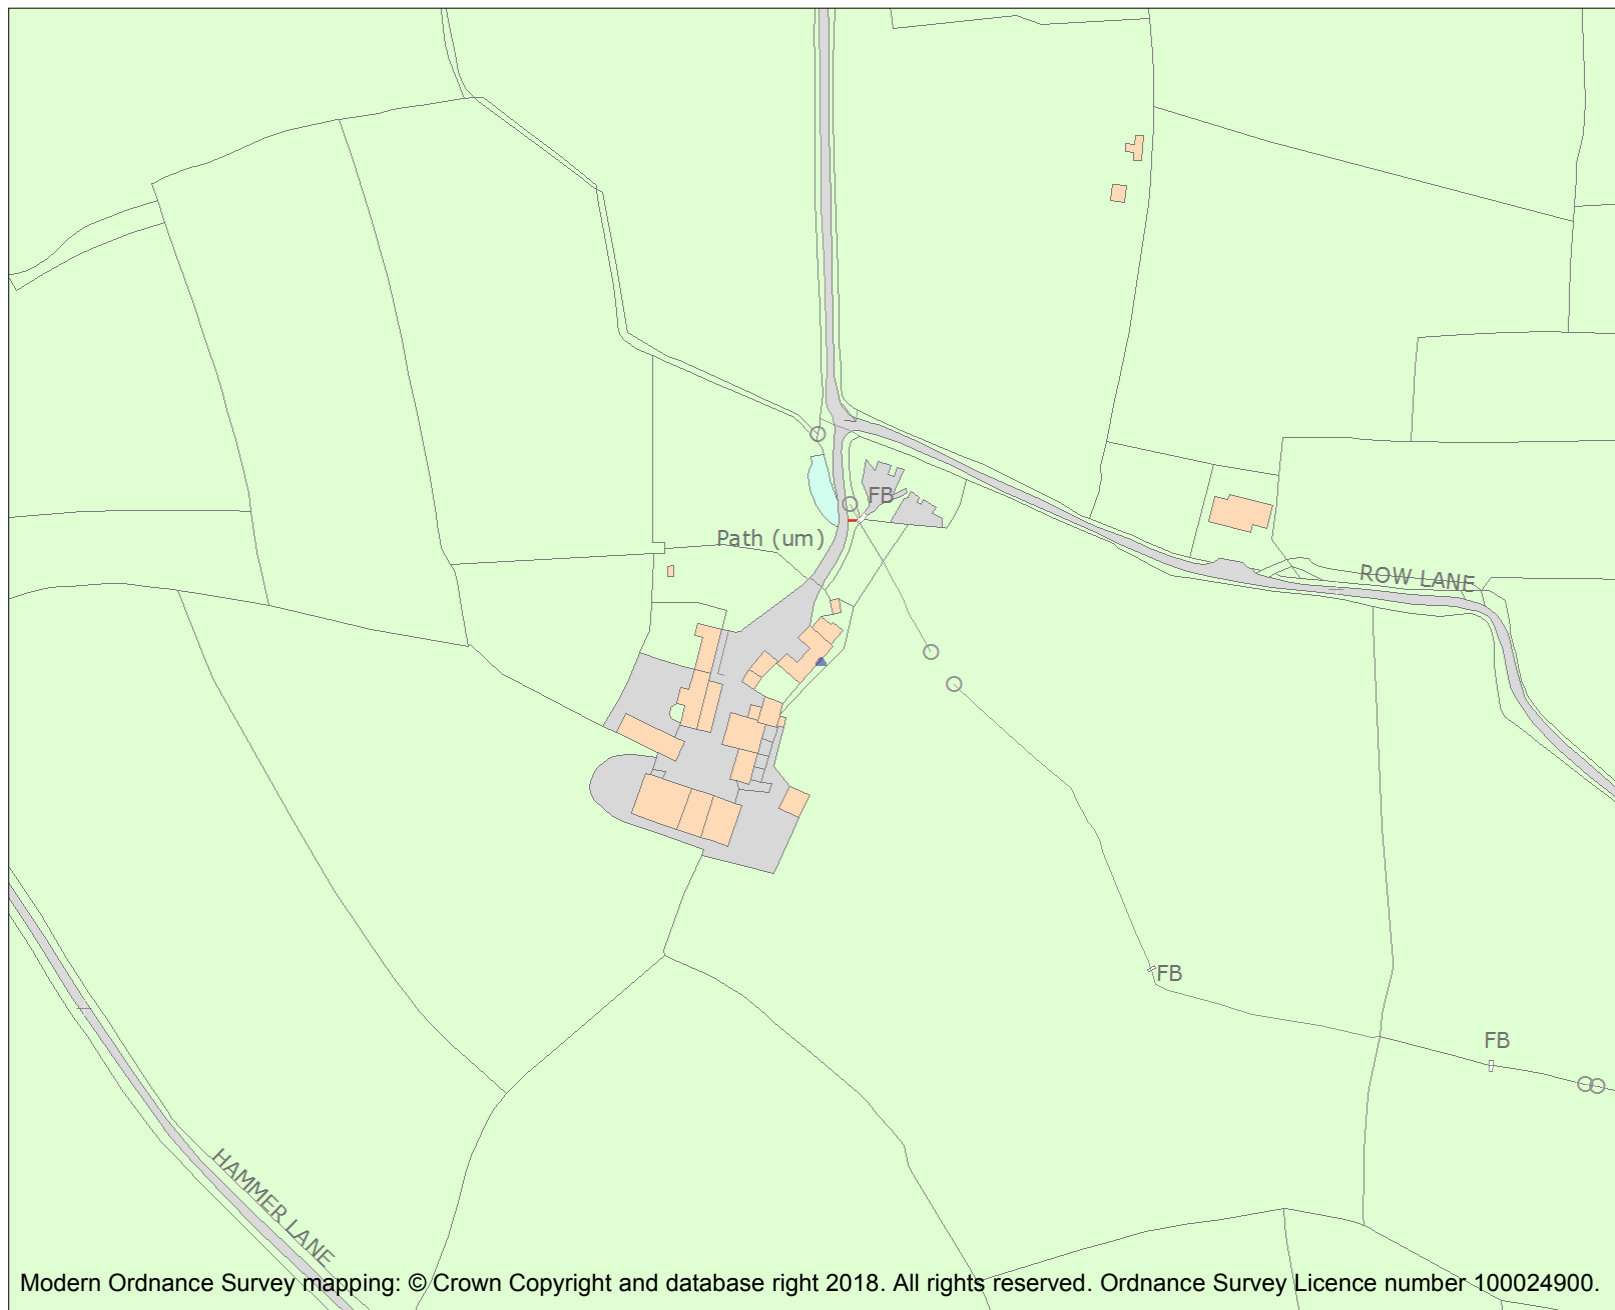 FB
Path (um)
ROW LANE
FB
FB
HAMMER LANE
Modern Ordnance Survey mapping: © Crown Copyright and database right 2018. All rights reserved. Ordnance Survey Licence number 100024900.